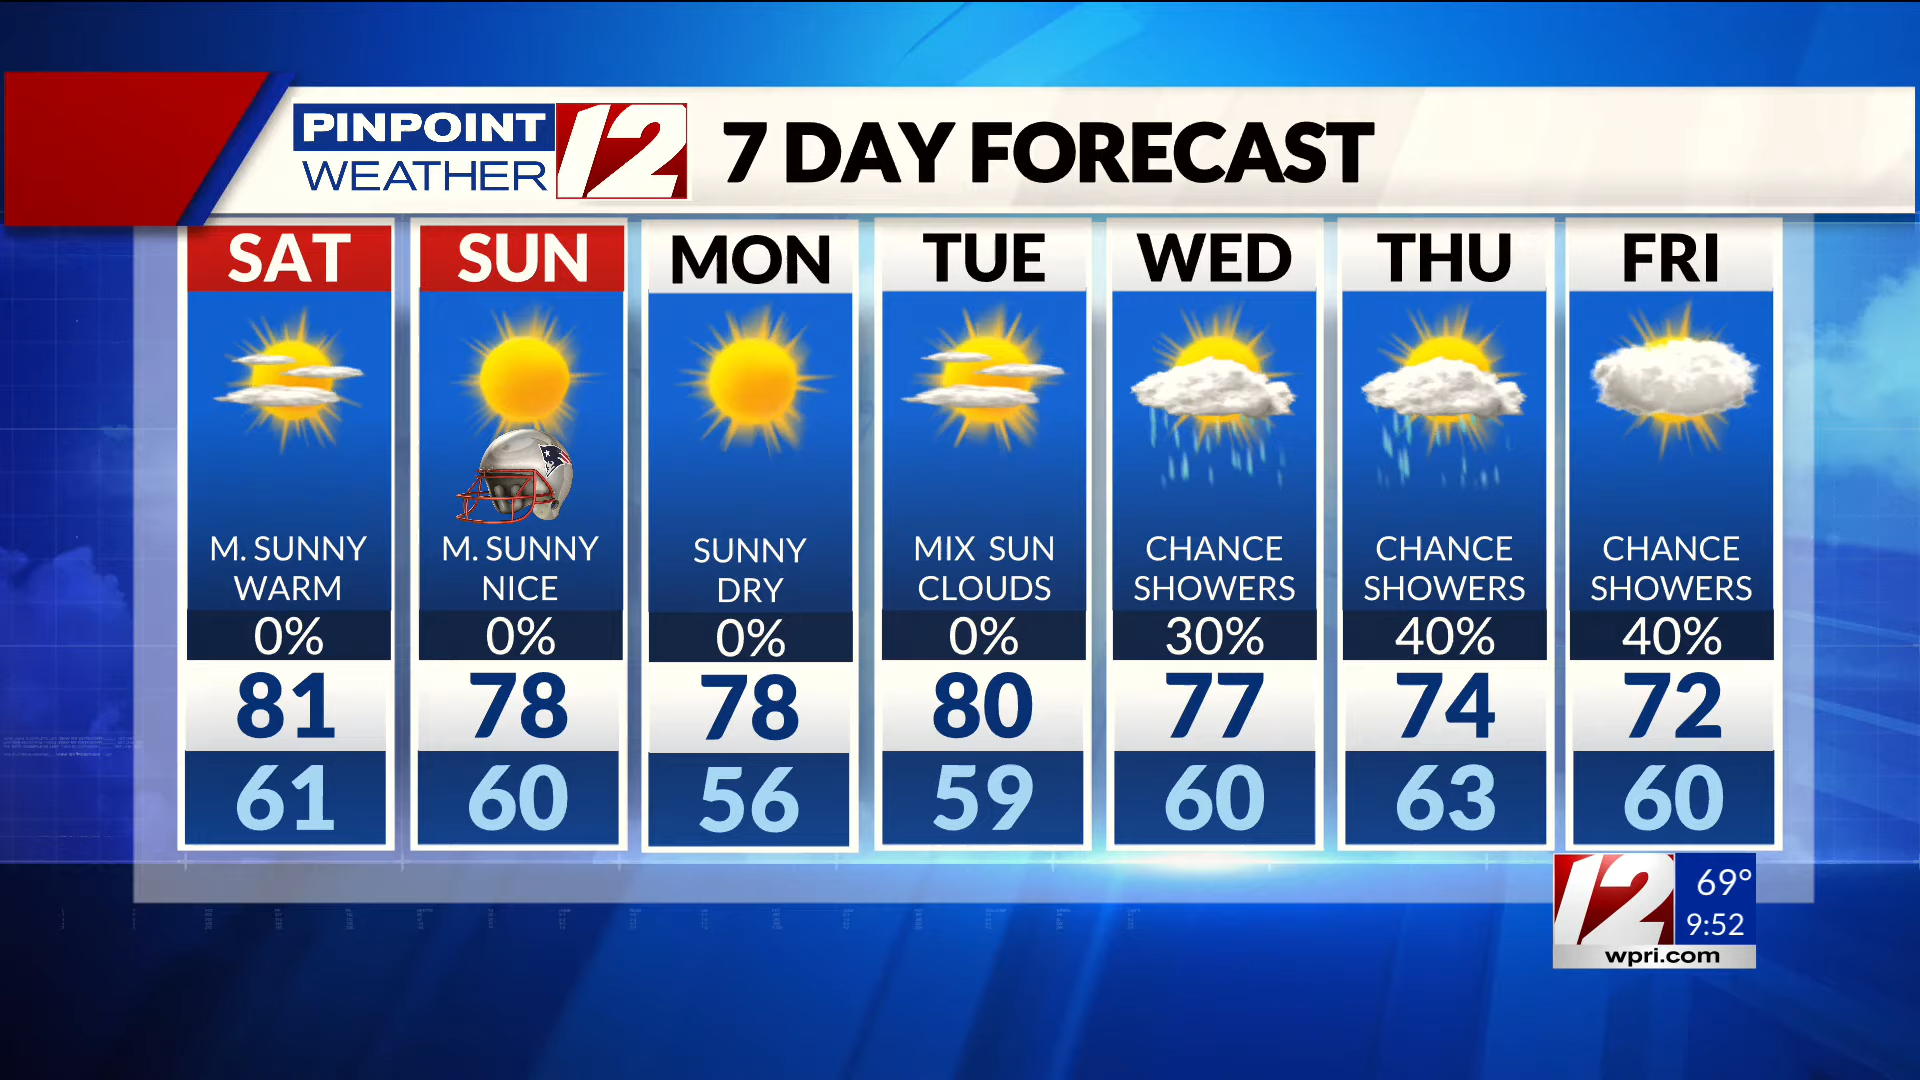 PINPOINT
WEATHER 12
7 DAY FORECAST
SAT
M. SUNNY
WARM
0%
81
61
SUN
M. SUNNY
NICE
0%
78
60
MON
SUNNY
DRY
0%
78
56
TUE
MIX SUN
CLOUDS
0%
80
59
WED
CHANCE
SHOWERS
30%
77
60
THU
CHANCE
SHOWERS
40%
74
63
FRI
CHANCE
SHOWERS
40%
72
60
12
69°
9:52
wpri.com